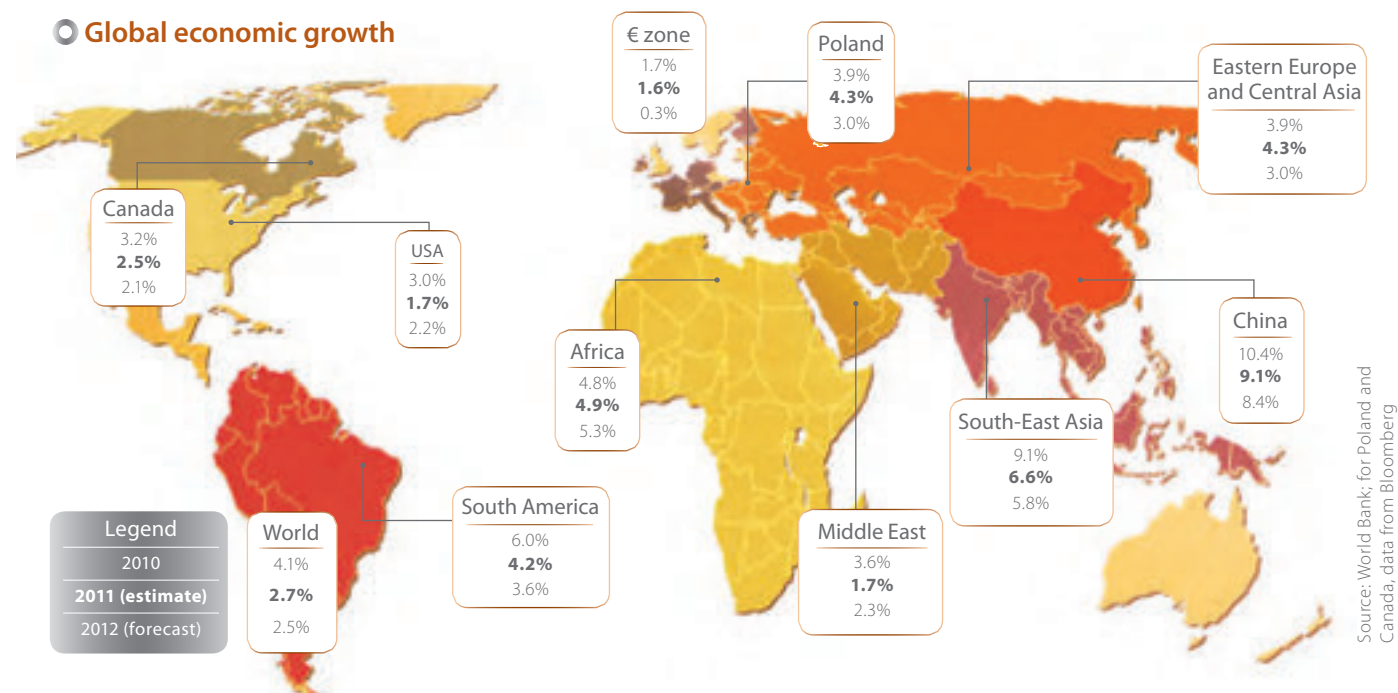 Global economic growth
€ zone
1.7%
1.6%
0.3%
Poland
3.9%
4.3%
3.0%
Eastern Europe
and Central Asia
3.9%
4.3%
3.0%
Canada
3.2%
2.5%
2.1%
USA
3.0%
1.7%
2.2%
Africa
4.8%
4.9%
5.3%
China
10.4%
9.1%
8.4%
South-East Asia
9.1%
6.6%
5.8%
South America
6.0%
4.2%
3.6%
Middle East
3.6%
1.7%
2.3%
World
4.1%
2.7%
2.5%
Legend
2010
2011 (estimate)
2012 (forecast)
Source: World Bank; for Poland and
Canada, data from Bloomberg